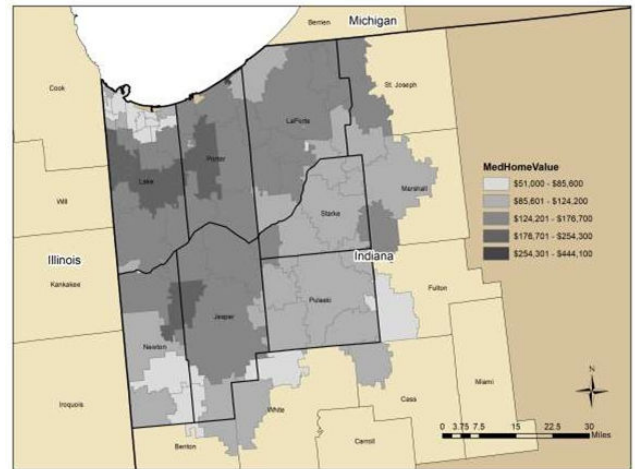 Berrien
Michigan
Cook
St. Joseph
LaPorte
Porter
Lake
Will
Marshall
Starke
MedHomeValue
$51,000 - $85,600
$85,601 - $124,200
$124,201 - $176,700
$176,701 - $254,300
$254,301 - $444,100
Illinois
Indiana
Kankakee
Fulton
Pulaski
Jasper
Newton
Miami
N
Iroquois
White
Cass
Benton
Carroll
0 3.75 7.5 15 22.5 30
Miles